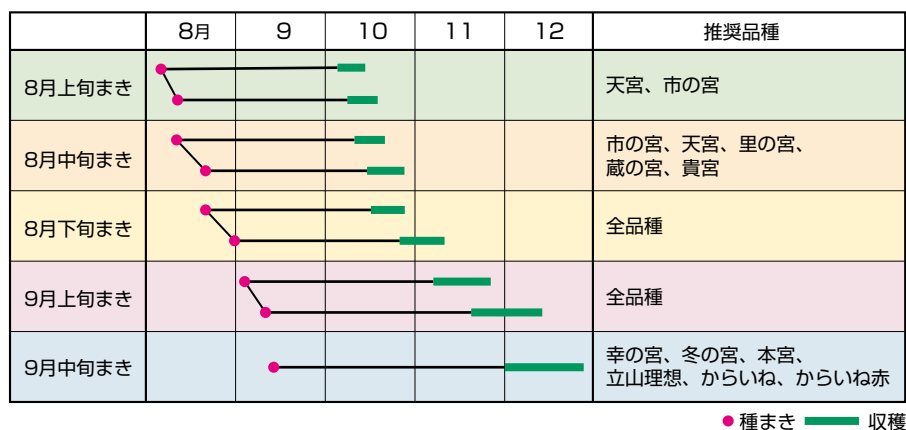 8月 9 10 11 12 推奨品種
8月上旬まき 天宮、市の宮
8月中旬まき 市の宮、天宮、里の宮、
蔵の宮、貴宮
8月下旬まき 全品種
9月上旬まき 全品種
9月中旬まき 幸の宮、冬の宮、本宮、
立山理想、からいね、からいね赤
種まき 収穫